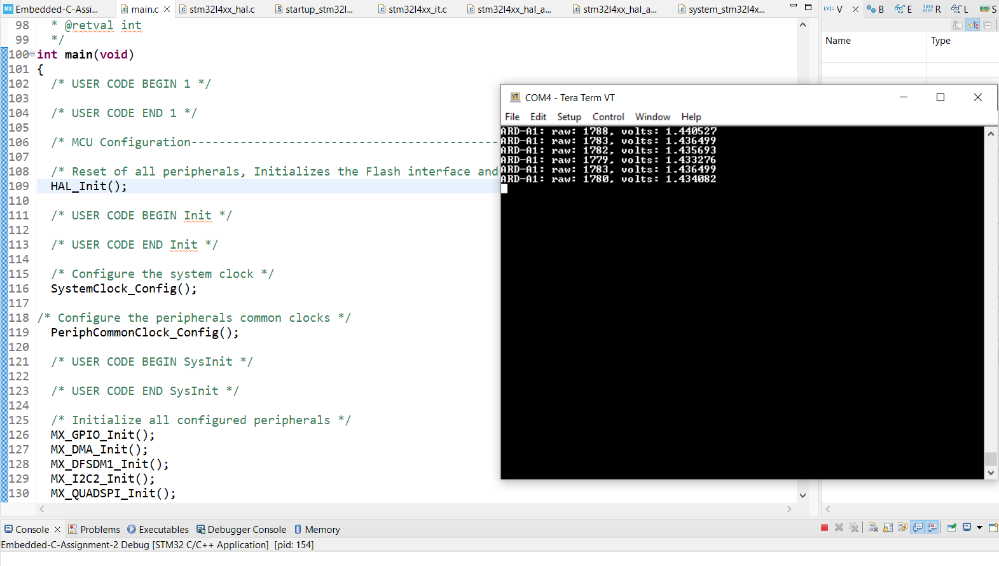 MX Embedded-C-Assi... main.c stm32l4xx_hal.c startup_stm32l... stm32l4xx_it.c stm32l4xx_hal_a... stm32l4xx_hal_a... system_stm32l4x... (x)= V B E R L S
98 * @retval int
99 */
100 int main(void)
101 {
102 /* USER CODE BEGIN 1 */
103
104 /* USER CODE END 1 */
105
106 /* MCU Configuration--------------------------------------------
107
108 /* Reset of all peripherals, Initializes the Flash interface and
109 HAL_Init();
110
111 /* USER CODE BEGIN Init */
112
113 /* USER CODE END Init */
114
115 /* Configure the system clock */
116 SystemClock_Config();
117
118 /* Configure the peripherals common clocks */
119 PeriphCommonClock_Config();
120
121 /* USER CODE BEGIN SysInit */
122
123 /* USER CODE END SysInit */
124
125 /* Initialize all configured peripherals */
126 MX_GPIO_Init();
127 MX_DMA_Init();
128 MX_DFSDM1_Init();
129 MX_I2C2_Init();
130 MX_QUADSPI_Init();
Name Type
VT COM4 - Tera Term VT
File Edit Setup Control Window Help
ARD-A1: raw: 1788, volts: 1.440527
ARD-A1: raw: 1783, volts: 1.436499
ARD-A1: raw: 1782, volts: 1.435693
ARD-A1: raw: 1779, volts: 1.433276
ARD-A1: raw: 1783, volts: 1.436499
ARD-A1: raw: 1780, volts: 1.434082
Console Problems Executables Debugger Console Memory
Embedded-C-Assignment-2 Debug [STM32 C/C++ Application] [pid: 154]